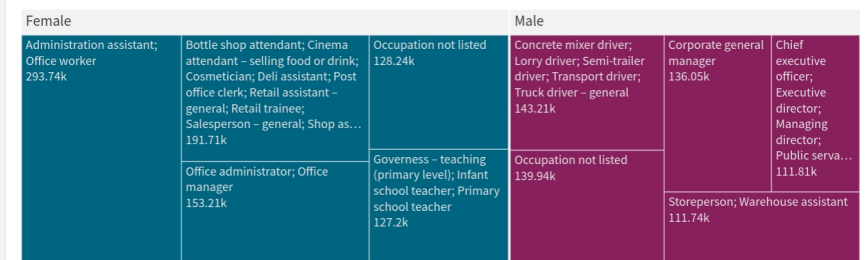 Female
Administration assistant;
Office worker
293.74k
Bottle shop attendant; Cinema
attendant – selling food or drink;
Cosmetician; Deli assistant; Post
office clerk; Retail assistant –
general; Retail trainee;
Salesperson – general; Shop as…
191.71k
Office administrator; Office
manager
153.21k
Occupation not listed
128.24k
Governess – teaching
(primary level); Infant
school teacher; Primary
school teacher
127.2k
Male
Concrete mixer driver;
Lorry driver; Semi-trailer
driver; Transport driver;
Truck driver – general
143.21k
Occupation not listed
139.94k
Corporate general
manager
136.05k
Chief
executive
officer;
Executive
director;
Managing
director;
Public serva…
111.81k
Storeperson; Warehouse assistant
111.74k